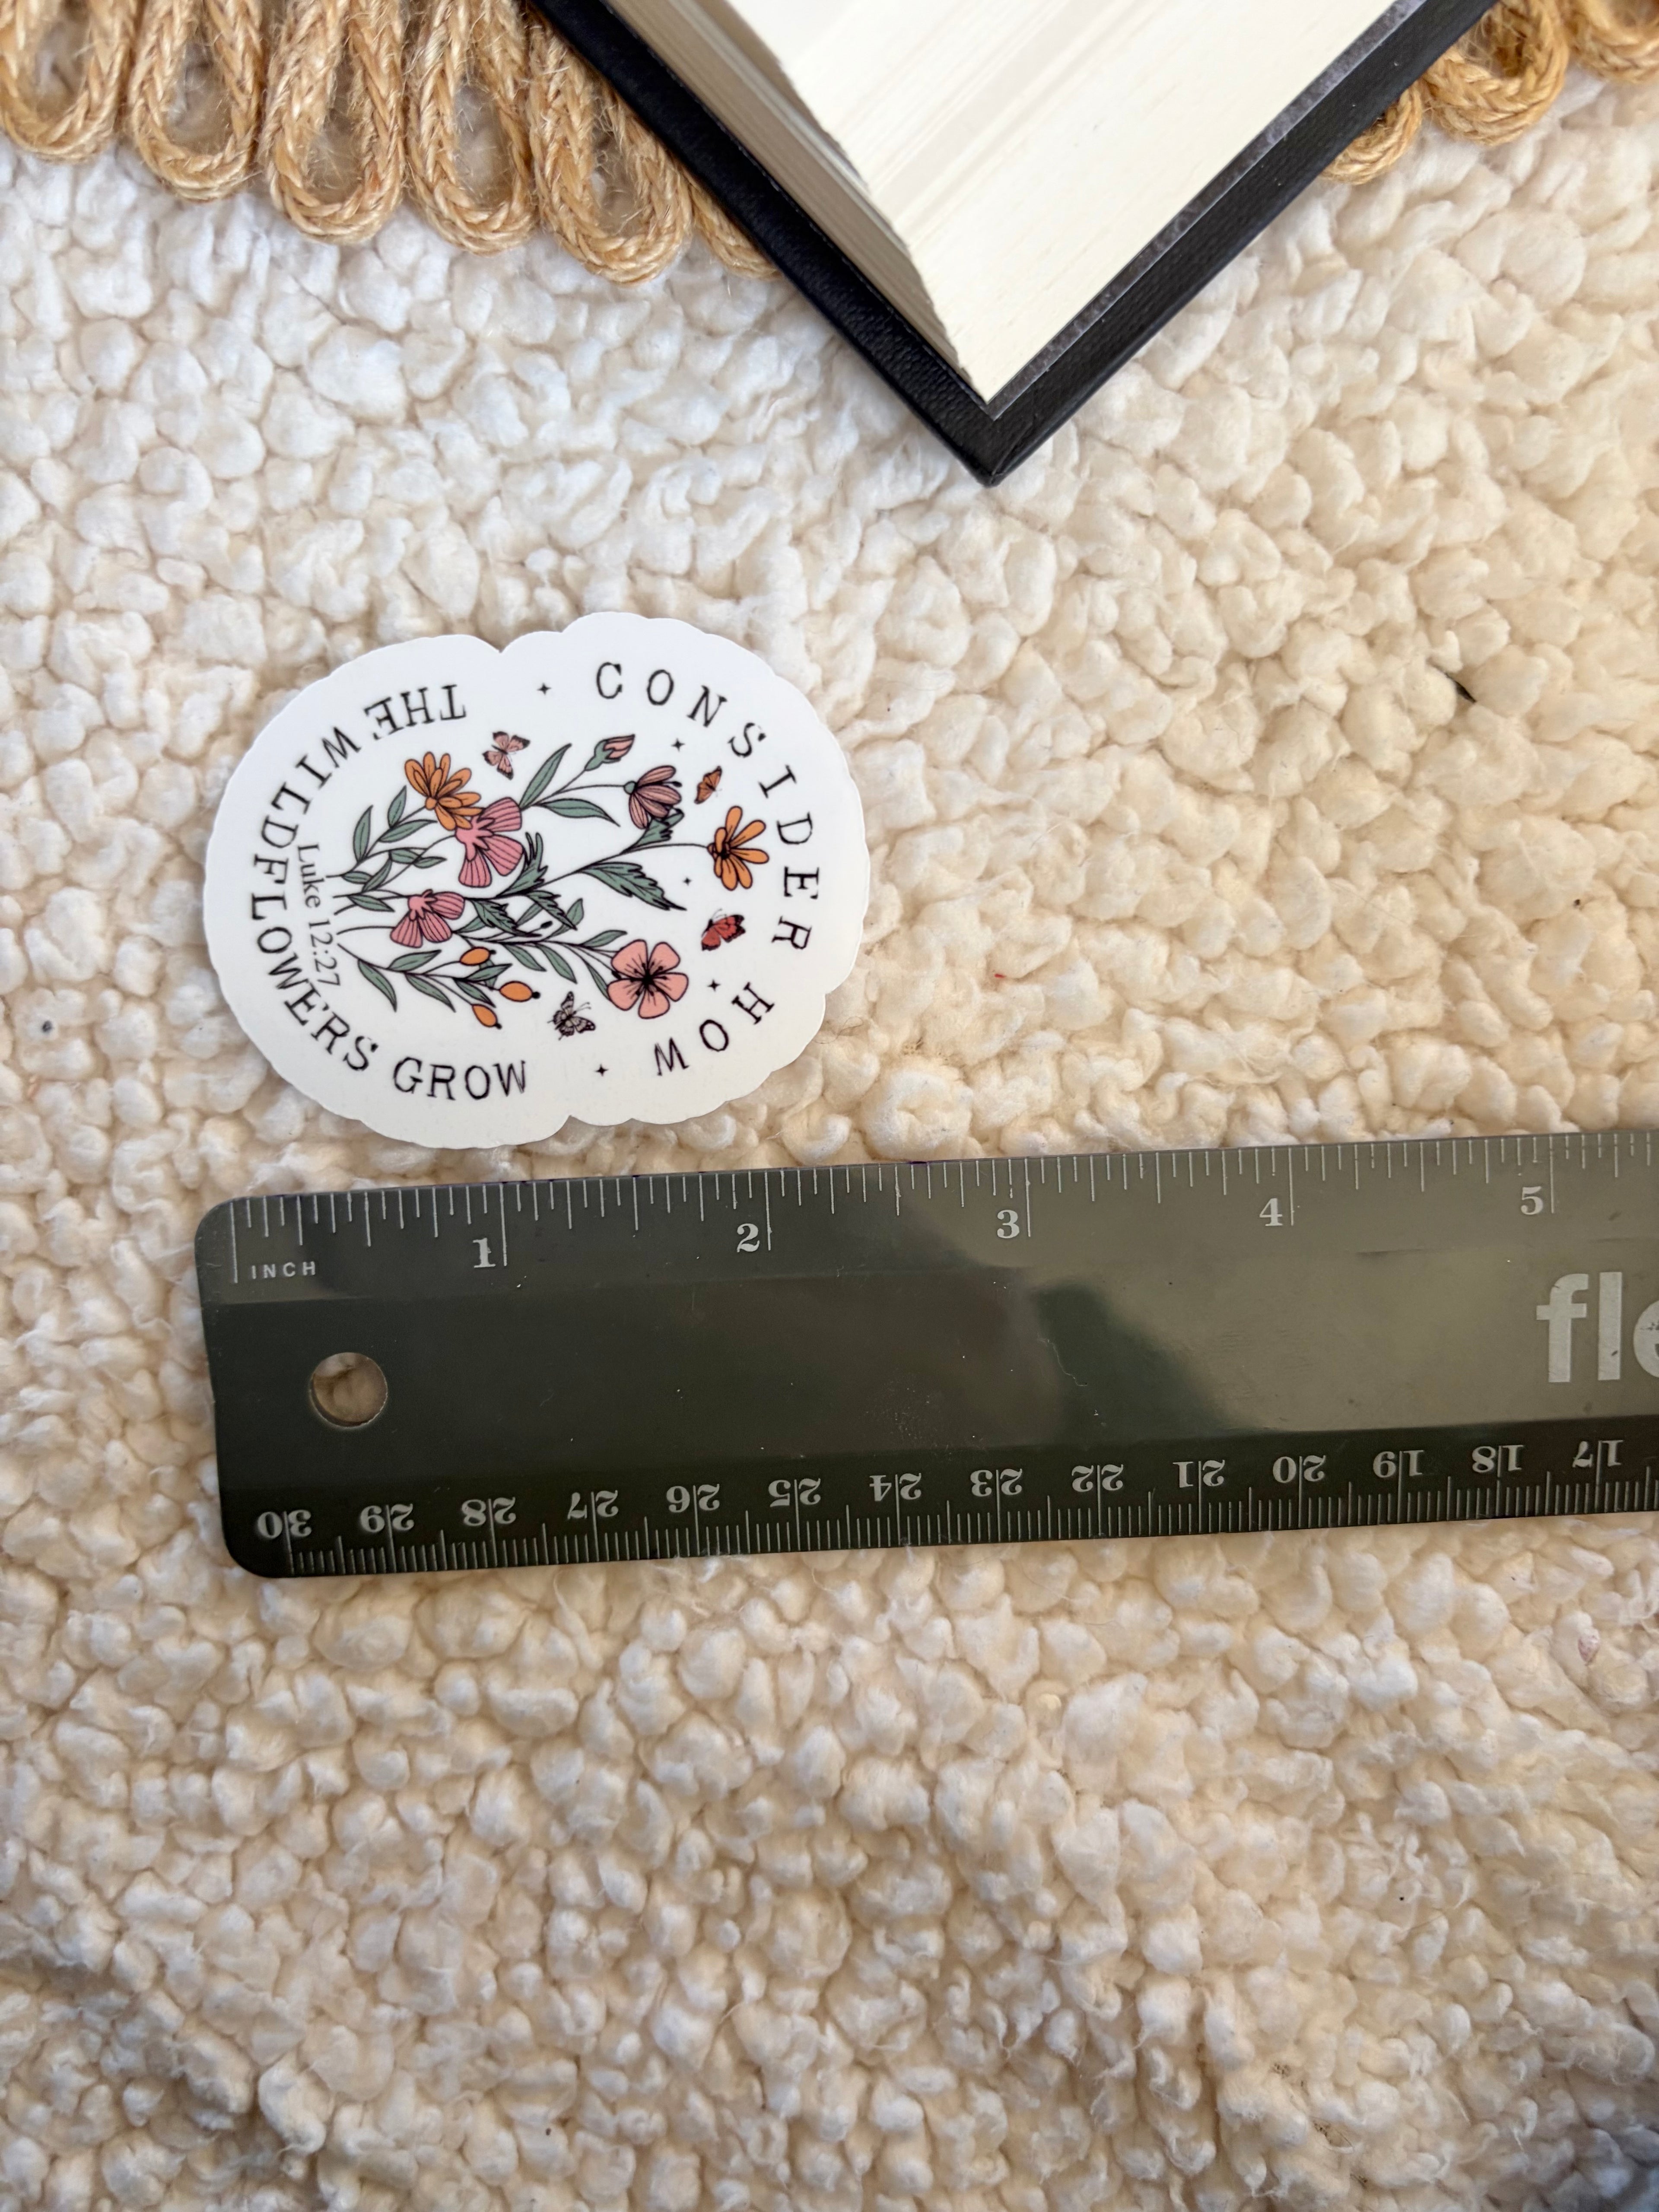 CONSIDER HOW
THE WILDFLOWERS GROW
Luke 12:27
1 2 3 4 5
INCH
fle
30 29 28 27 26 25 24 23 22 21 20 19 18 17